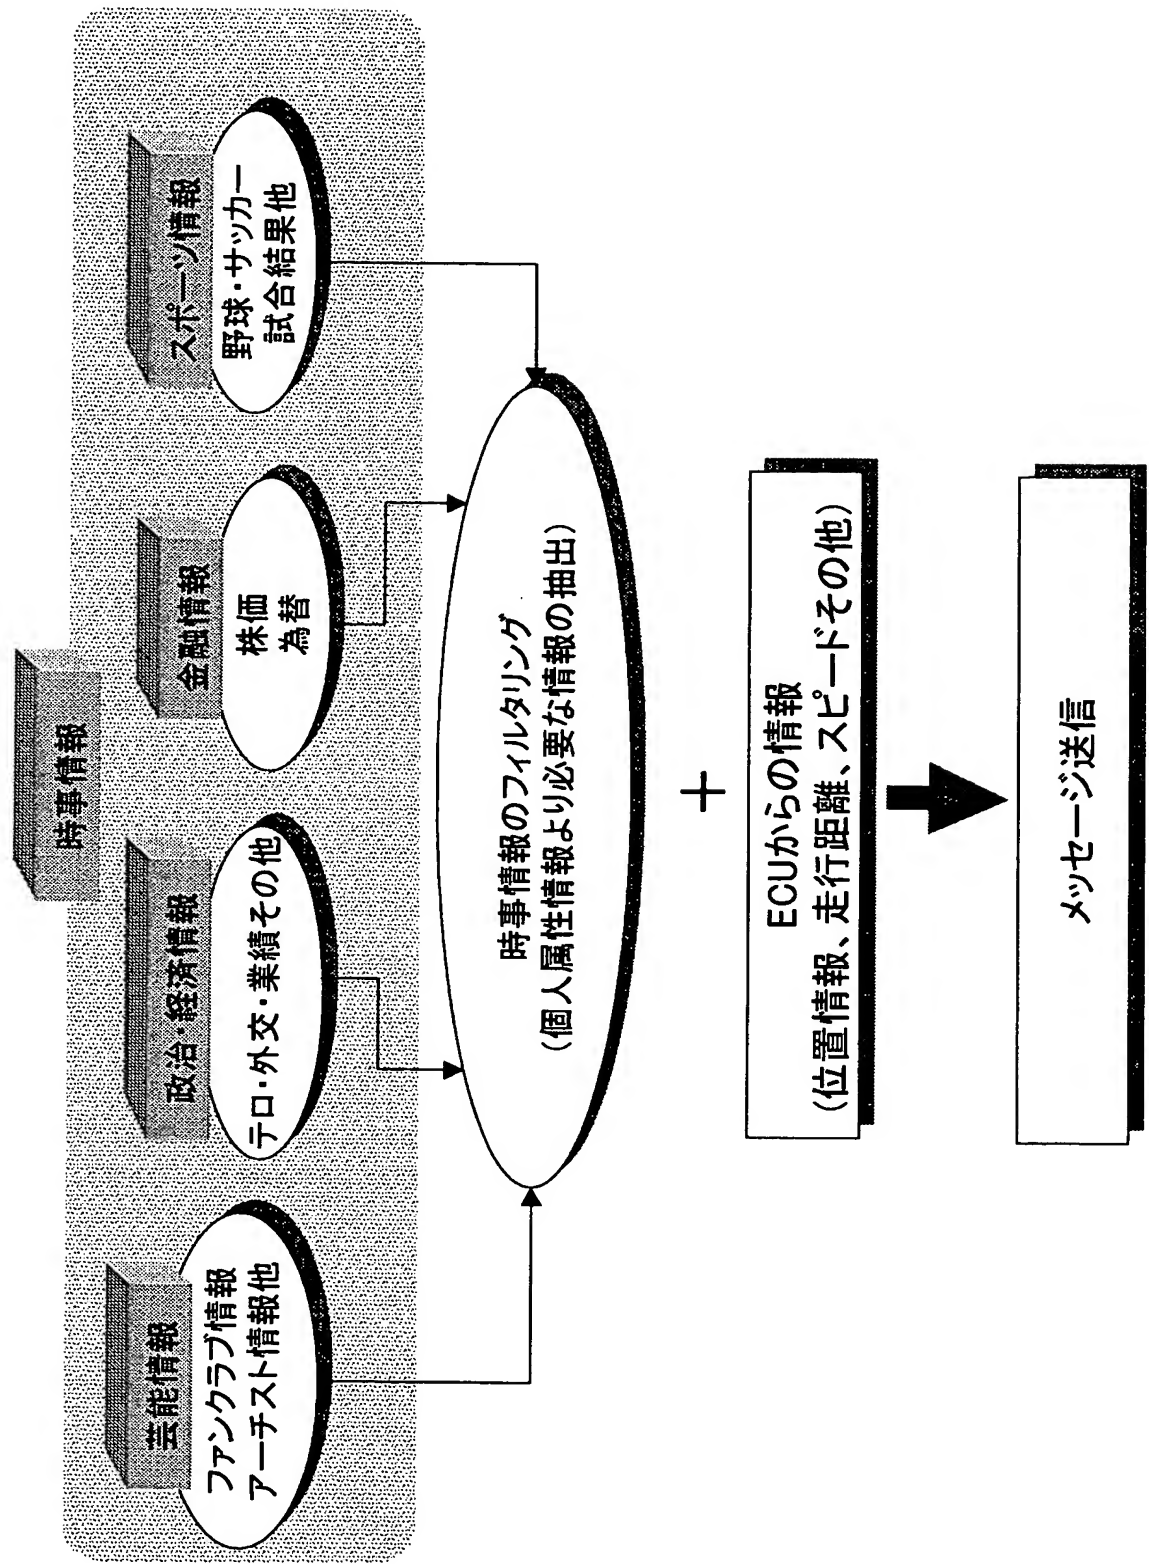 時事情報
芸能情報
ファンクラブ情報
アーチスト情報他
政治・経済情報
テロ・外交・業績その他
金融情報
株価
為替
スポーツ情報
野球・サッカー
試合結果他
時事情報のフィルタリング
(個人属性情報より必要な情報の抽出)
+
ECUからの情報
(位置情報、走行距離、スピードその他)
メッセージ送信